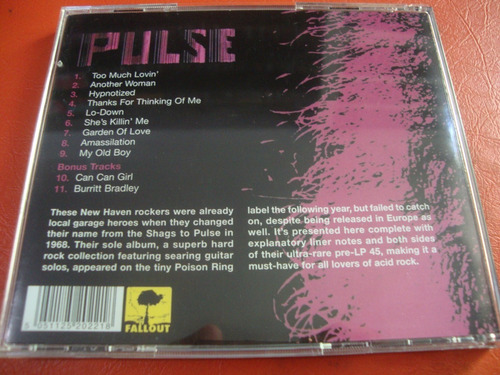 PULSE
1. Too Much Lovin'
2. Another Woman
3. Hypnotized
4. Thanks For Thinking Of Me
5. Lo-Down
6. She's Killin' Me
7. Garden Of Love
8. Amassilation
9. My Old Boy
Bonus Tracks
10. Can Can Girl
11. Burritt Bradley
These New Haven rockers were already
local garage heroes when they changed
their name from the Shags to Pulse in
1968. Their sole album, a superb hard
rock collection featuring searing guitar
solos, appeared on the tiny Poison Ring
label the following year, but failed to catch
on, despite being released in Europe as
well. It's presented here complete with
explanatory liner notes and both sides
of their ultra-rare pre-LP 45, making it a
must-have for all lovers of acid rock.
FALLOUT